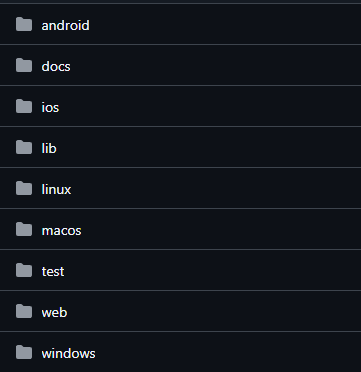 android
docs
ios
lib
linux
macos
test
web
windows